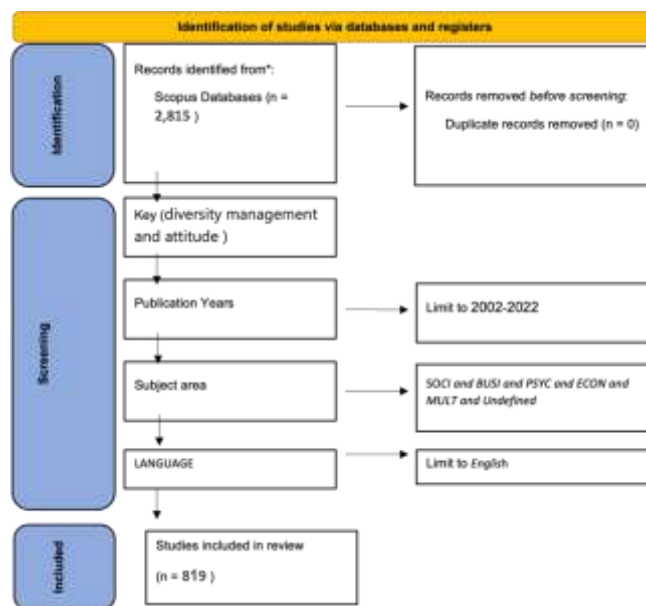 Identification of studies via databases and registers
Identification
Records identified from*:
Scopus Databases (n =
2,815 )
Records removed before screening:
Duplicate records removed (n = 0)
Screening
Key (diversity management
and attitude )
Publication Years
Limit to 2002-2022
Subject area
SOCI and BUSI and PSYC and ECON and
MULT and Undefined
LANGUAGE
Limit to English
Included
Studies included in review
(n = 819 )